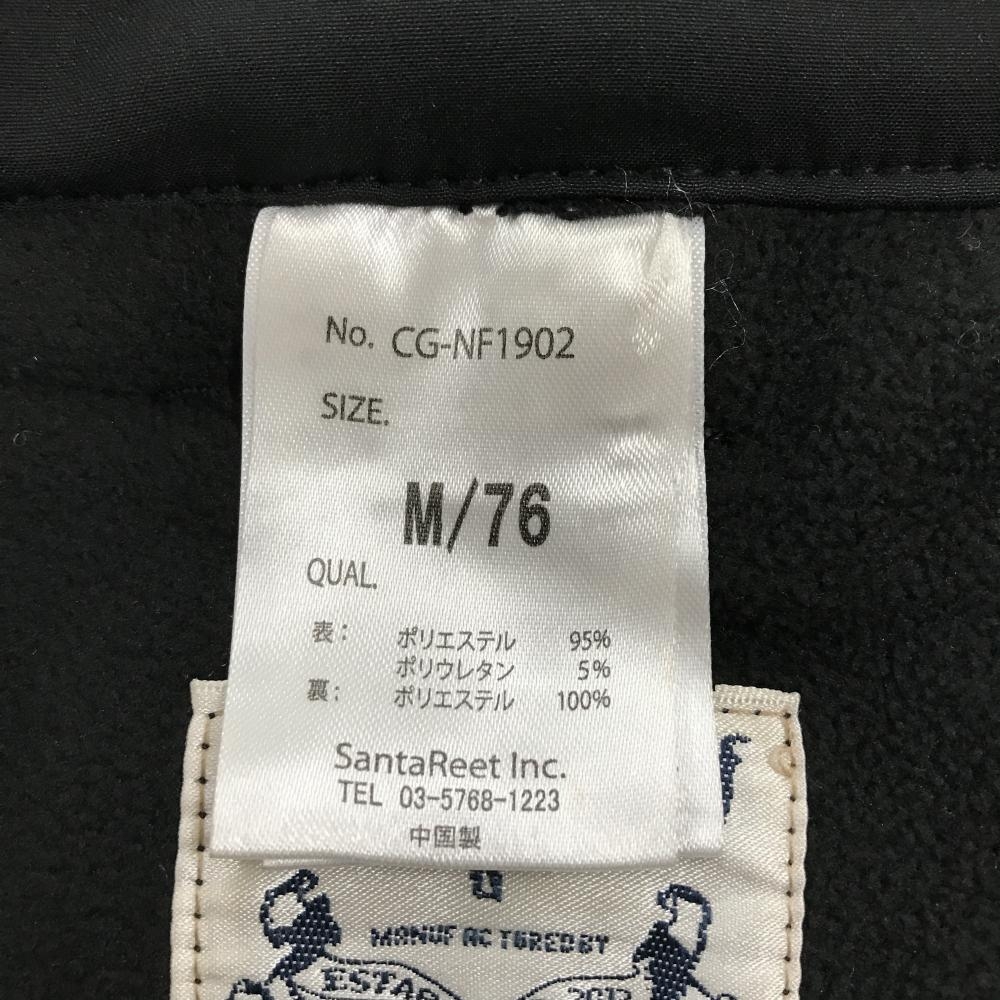 No. CG-NF1902
SIZE.
M/76
QUAL.
表： ポリエステル 95%
ポリウレタン 5%
裏： ポリエステル 100%
SantaReet Inc.
TEL 03-5768-1223
中国製
MANUFACTURED BY